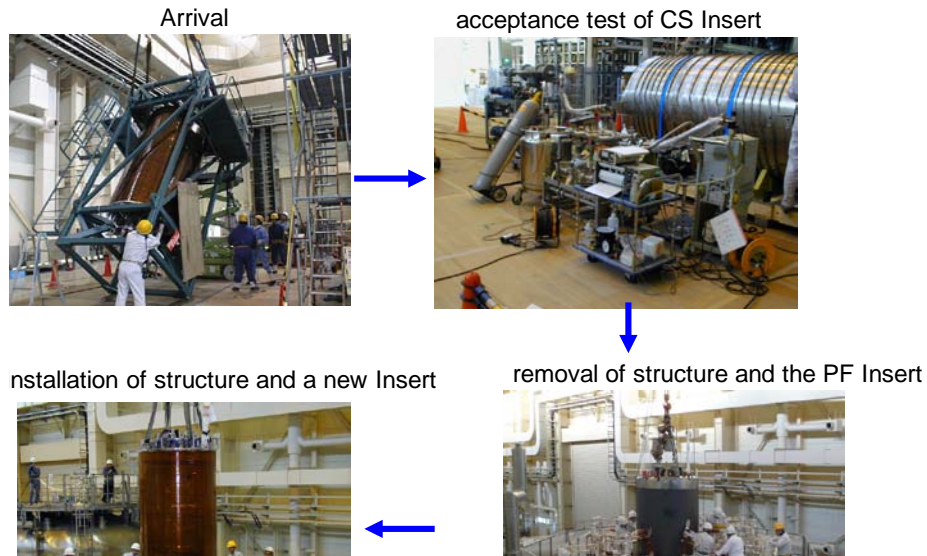 Arrival
acceptance test of CS Insert
nstallation of structure and a new Insert
removal of structure and the PF Insert